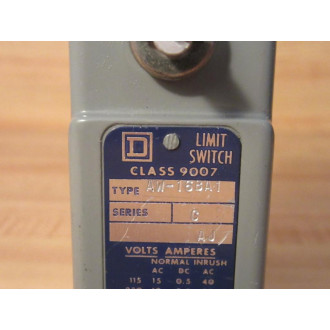 D
LIMIT
SWITCH
CLASS 9007
TYPE AW-16BA1
SERIES C
AJ
VOLTS AMPERES
NORMAL INRUSH
AC DC AC
115 15 0.5 40